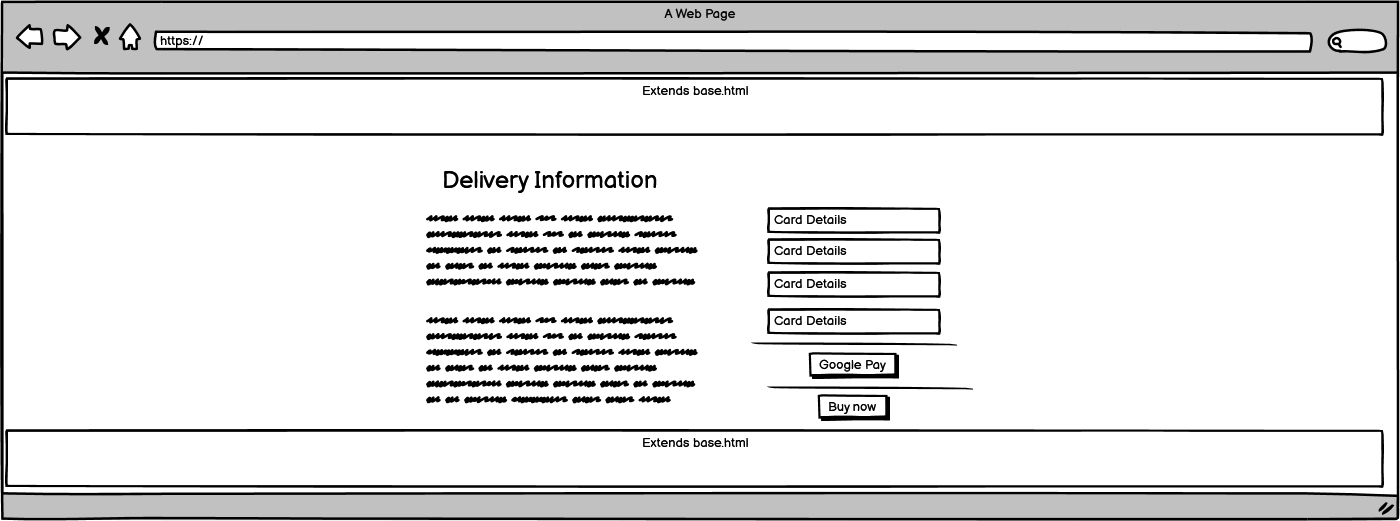 A Web Page
https://
Extends base.html
Delivery Information
Card Details
Card Details
Card Details
Card Details
Google Pay
Buy now
Extends base.html